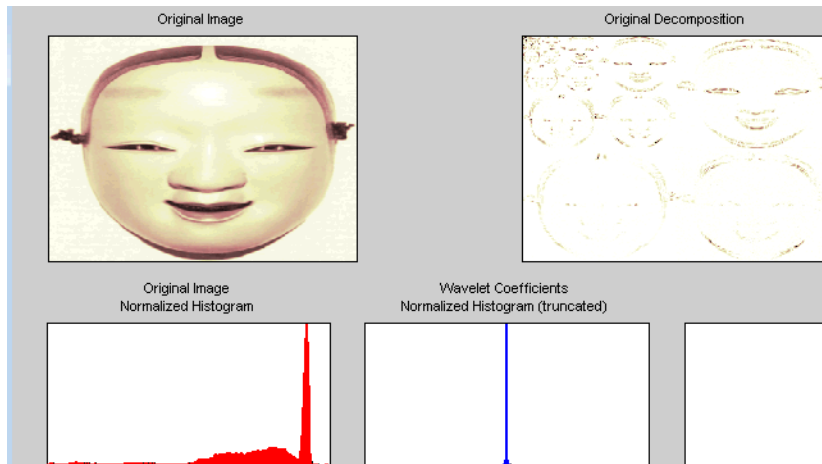 Original Image
Original Decomposition
Original Image
Normalized Histogram
Wavelet Coefficients
Normalized Histogram (truncated)